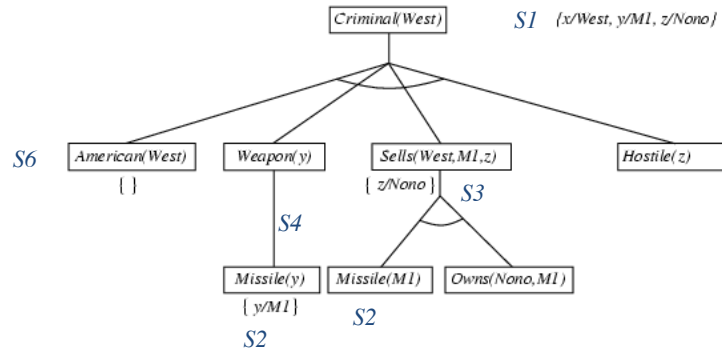 Criminal(West)
S1 {x/West, y/M1, z/Nono}
S6 American(West) Weapon(y) Sells(West,M1,z) Hostile(z)
{ } { z/Nono } S3
S4
Missile(y) Missile(M1) Owns(Nono,M1)
{ y/M1}
S2 S2